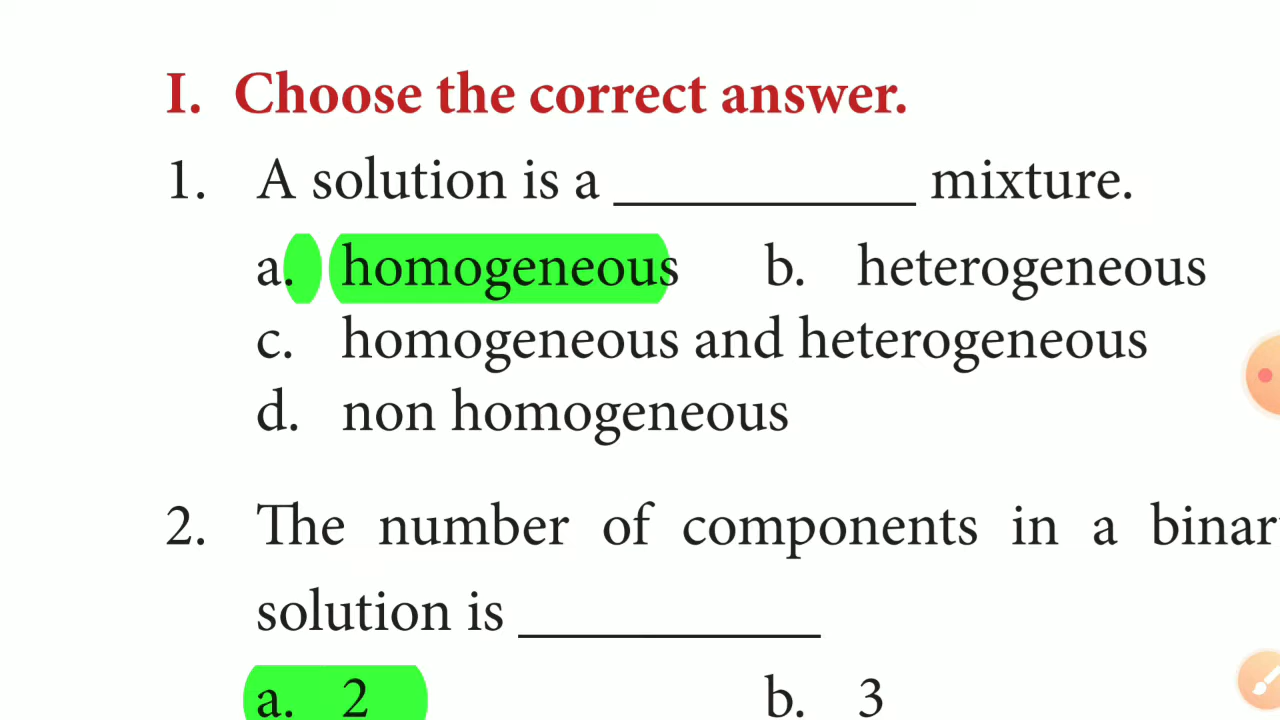 I. Choose the correct answer.
1. A solution is a ___________ mixture.
a. homogeneous b. heterogeneous
c. homogeneous and heterogeneous
d. non homogeneous
2. The number of components in a binar
solution is ___________
a. 2 b. 3